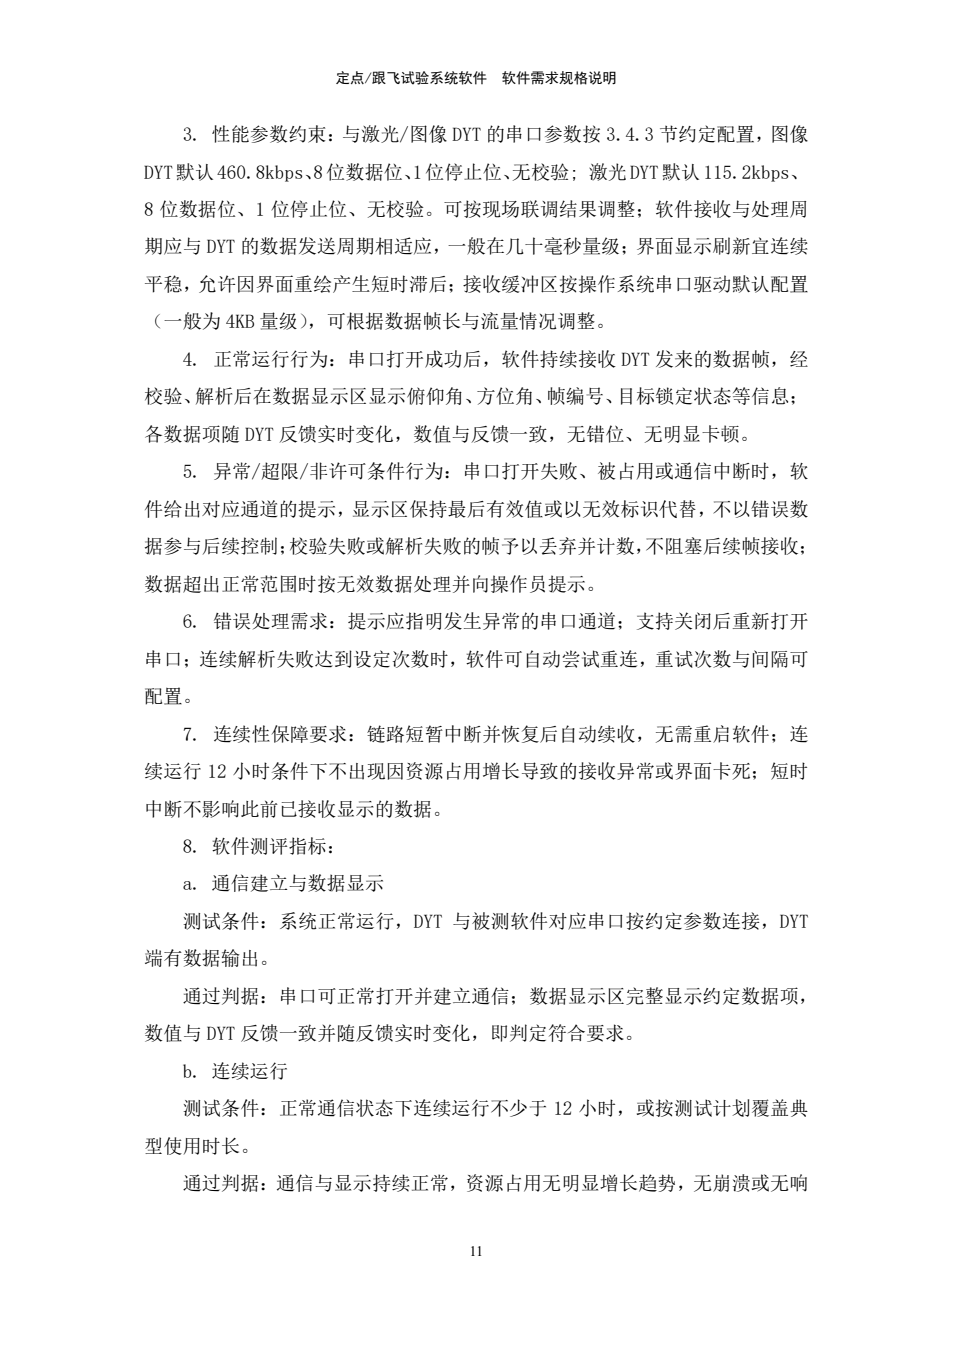 定点/跟飞试验系统软件　软件需求规格说明
3. 性能参数约束：与激光/图像 DYT 的串口参数按 3.4.3 节约定配置，图像
DYT默认460.8kbps、8位数据位、1位停止位、无校验；激光DYT默认115.2kbps、
8 位数据位、1 位停止位、无校验。可按现场联调结果调整；软件接收与处理周
期应与 DYT 的数据发送周期相适应，一般在几十毫秒量级；界面显示刷新宜连续
平稳，允许因界面重绘产生短时滞后；接收缓冲区按操作系统串口驱动默认配置
（一般为 4KB 量级），可根据数据帧长与流量情况调整。
4. 正常运行行为：串口打开成功后，软件持续接收 DYT 发来的数据帧，经
校验、解析后在数据显示区显示俯仰角、方位角、帧编号、目标锁定状态等信息；
各数据项随 DYT 反馈实时变化，数值与反馈一致，无错位、无明显卡顿。
5. 异常/超限/非许可条件行为：串口打开失败、被占用或通信中断时，软
件给出对应通道的提示，显示区保持最后有效值或以无效标识代替，不以错误数
据参与后续控制；校验失败或解析失败的帧予以丢弃并计数，不阻塞后续帧接收；
数据超出正常范围时按无效数据处理并向操作员提示。
6. 错误处理需求：提示应指明发生异常的串口通道；支持关闭后重新打开
串口；连续解析失败达到设定次数时，软件可自动尝试重连，重试次数与间隔可
配置。
7. 连续性保障要求：链路短暂中断并恢复后自动续收，无需重启软件；连
续运行 12 小时条件下不出现因资源占用增长导致的接收异常或界面卡死；短时
中断不影响此前已接收显示的数据。
8. 软件测评指标：
a. 通信建立与数据显示
测试条件：系统正常运行，DYT 与被测软件对应串口按约定参数连接，DYT
端有数据输出。
通过判据：串口可正常打开并建立通信；数据显示区完整显示约定数据项，
数值与 DYT 反馈一致并随反馈实时变化，即判定符合要求。
b. 连续运行
测试条件：正常通信状态下连续运行不少于 12 小时，或按测试计划覆盖典
型使用时长。
通过判据：通信与显示持续正常，资源占用无明显增长趋势，无崩溃或无响
11